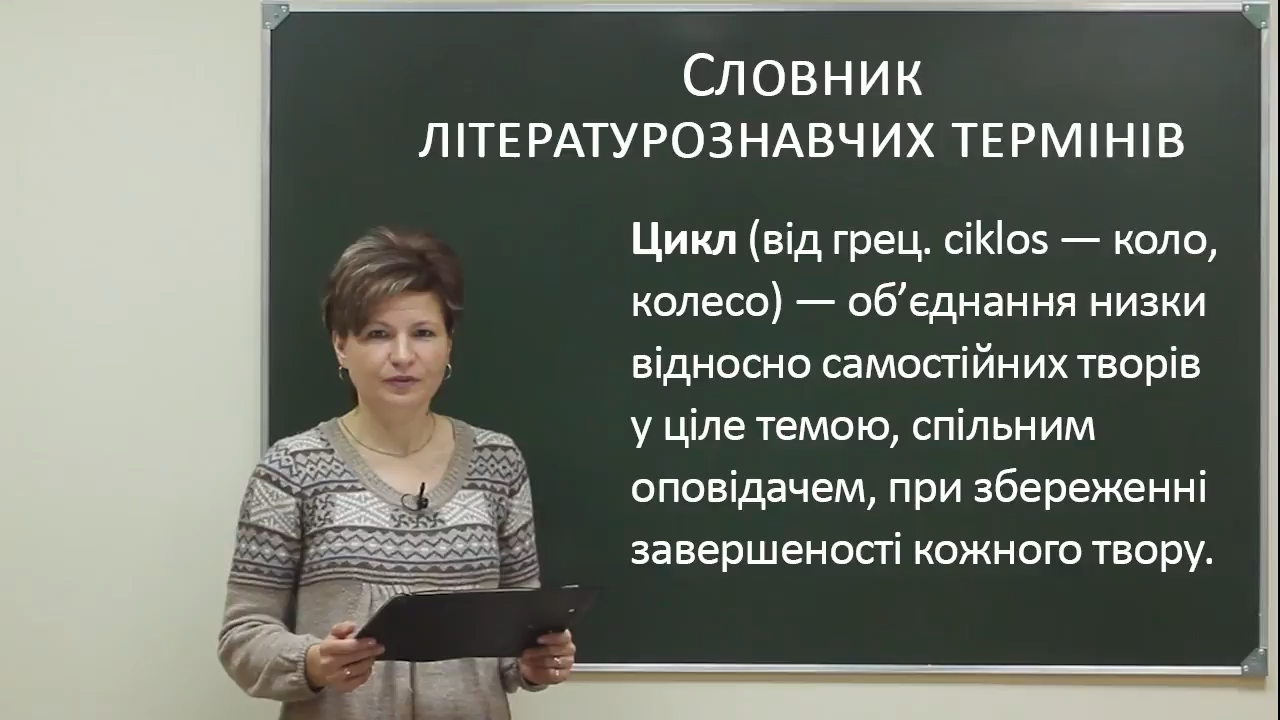 Словник
літературознавчих термінів
Цикл (від грец. ciklos — коло,
колесо) — об’єднання низки
відносно самостійних творів
у ціле темою, спільним
оповідачем, при збереженні
завершеності кожного твору.